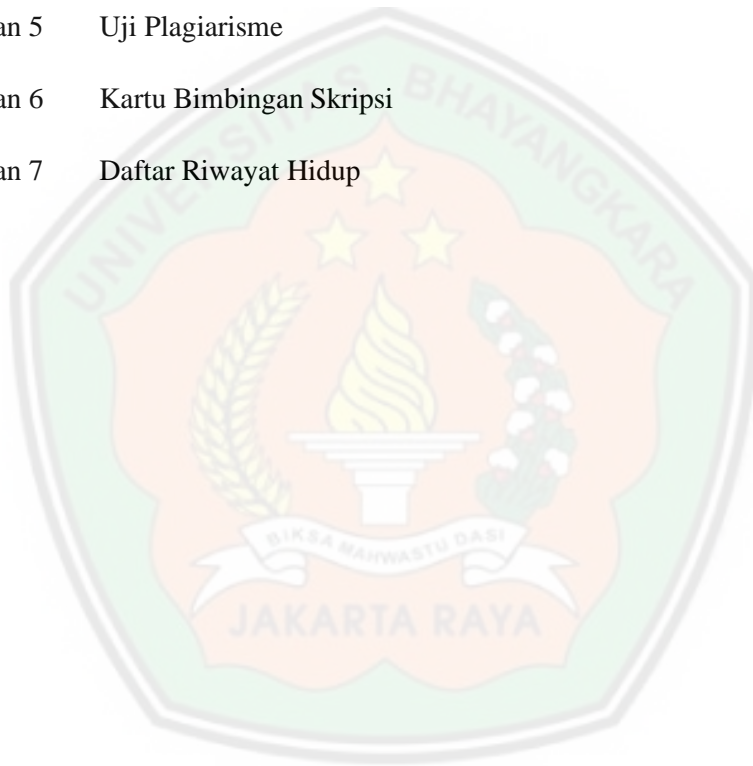 an 5 Uji Plagiarisme
an 6 Kartu Bimbingan Skripsi
an 7 Daftar Riwayat Hidup
UNIVERSITAS BHAYANGKARA
BIKSA MAHWASTU DASI
JAKARTA RAYA